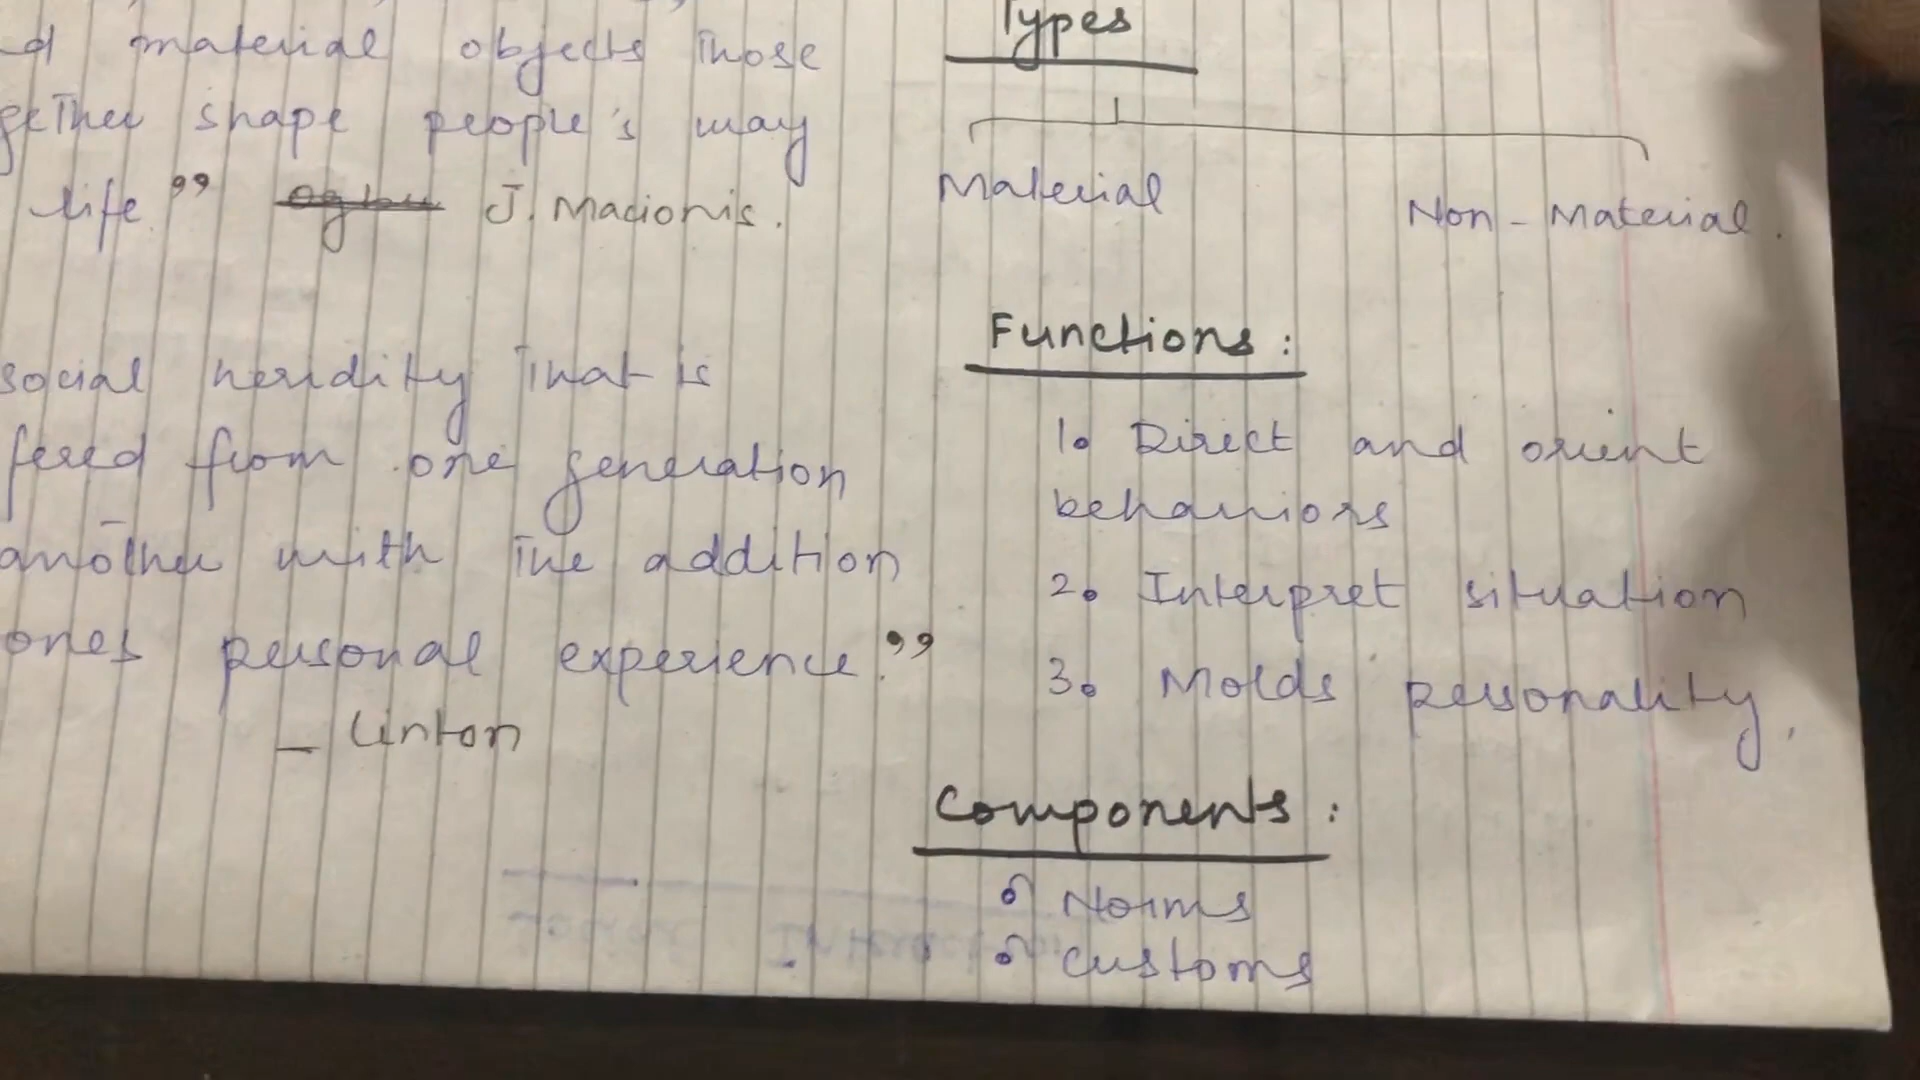 material objects those
shape people's way
life." J. Macionis.
social heridity that is
fered from one generation
another with the addition
ones personal experience."
– Linton
Types
Material
Non-Material.
Functions:
1. Direct and orient
behaviors
2. Interpret situation
3. Molds personality,
Components:
Norms
Customs